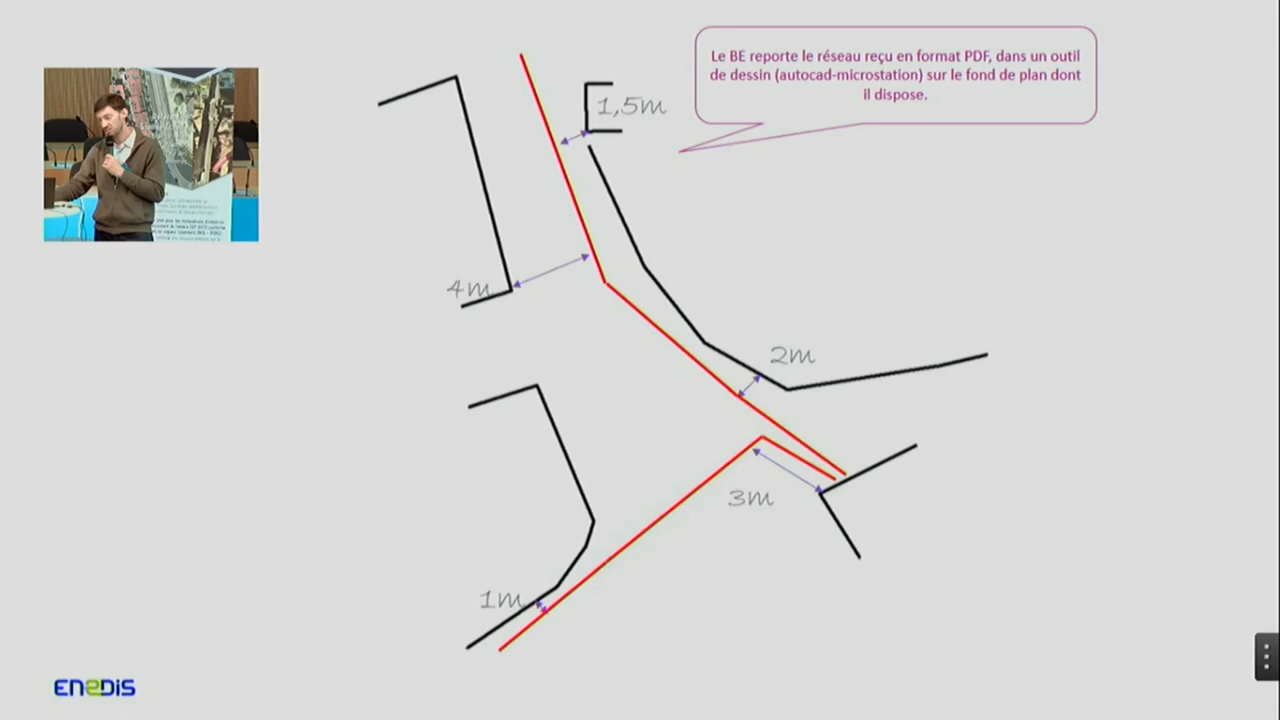 Le BE reporte le réseau reçu en format PDF, dans un outil
de dessin (autocad-microstation) sur le fond de plan dont
il dispose.
1,5m
4m
2m
3m
1m
ENEDIS